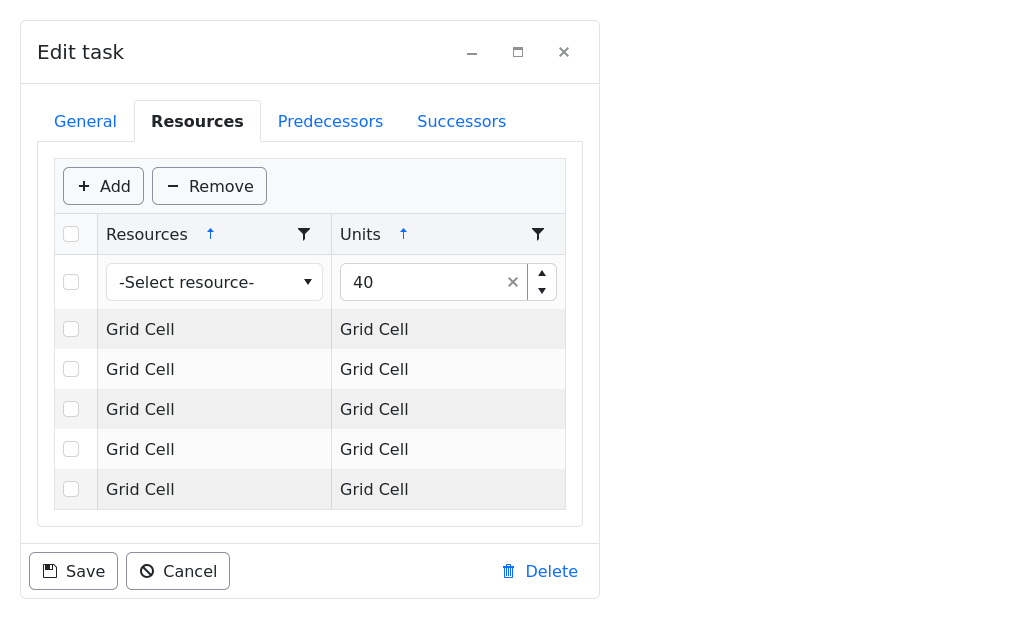 Edit task
General Resources Predecessors Successors
Add Remove
Resources Units
-Select resource- 40
Grid Cell Grid Cell
Grid Cell Grid Cell
Grid Cell Grid Cell
Grid Cell Grid Cell
Grid Cell Grid Cell
Save Cancel Delete